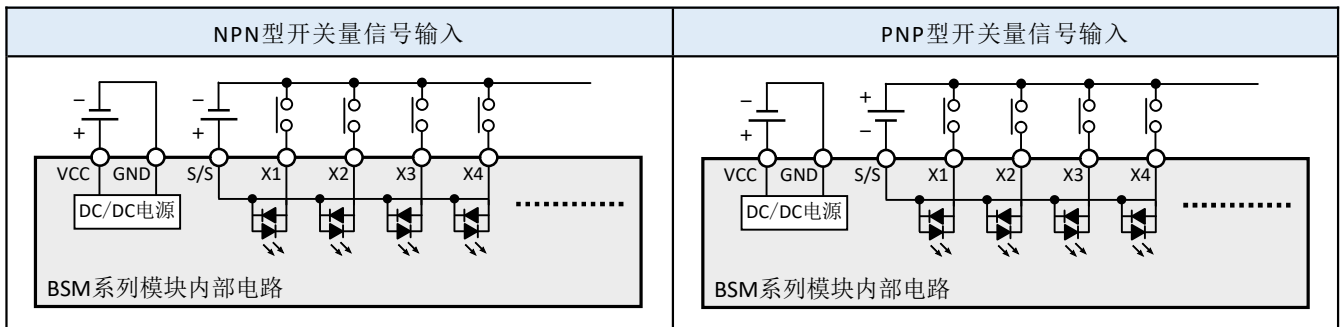 NPN型开关量信号输入
PNP型开关量信号输入
− −
+ +
VCC GND S/S X1 X2 X3 X4
DC/DC电源
BSM系列模块内部电路
− +
+ −
VCC GND S/S X1 X2 X3 X4
DC/DC电源
BSM系列模块内部电路